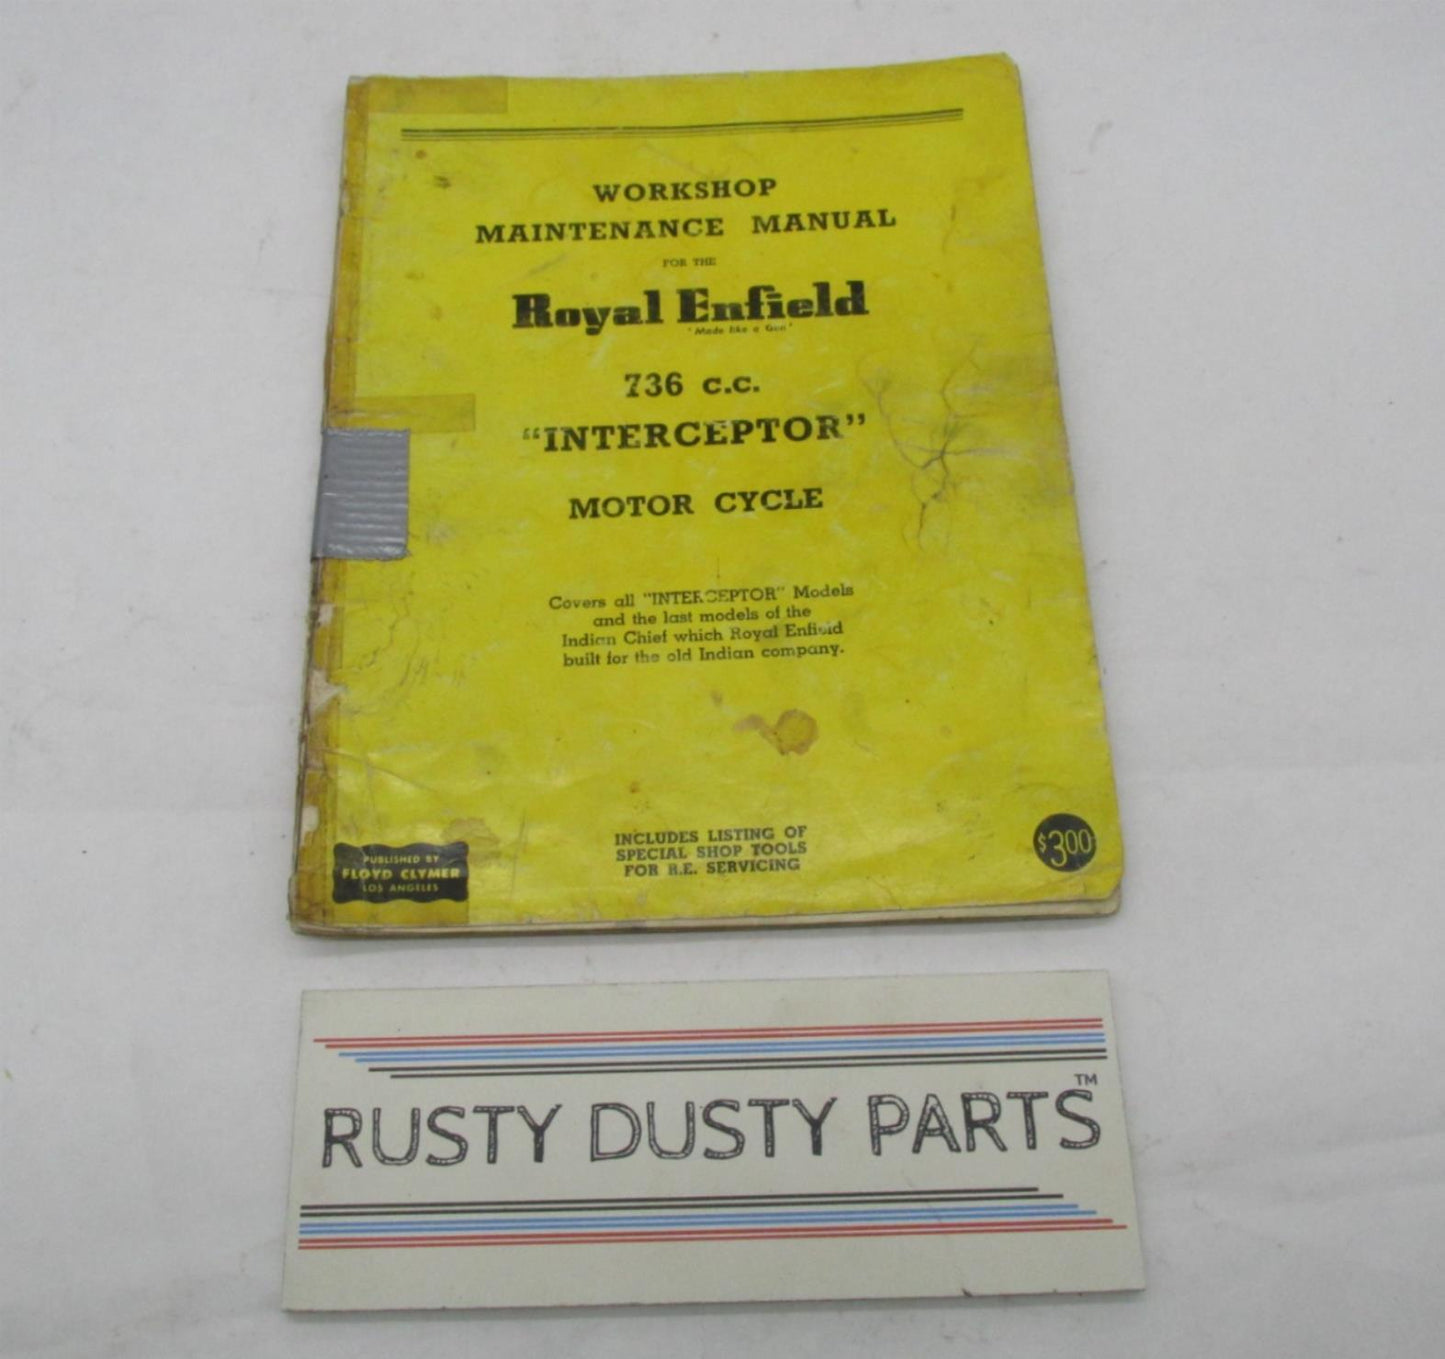 WORKSHOP
MAINTENANCE MANUAL
FOR THE
Royal Enfield
"Made like a Gun"
736 c.c.
“INTERCEPTOR”
MOTOR CYCLE
Covers all "INTERCEPTOR" Models
and the last models of the
Indian Chief which Royal Enfield
built for the old Indian company.
INCLUDES LISTING OF
SPECIAL SHOP TOOLS
FOR R.E. SERVICING
$3.00
PUBLISHED BY
FLOYD CLYMER
LOS ANGELES
RUSTY DUSTY PARTS™